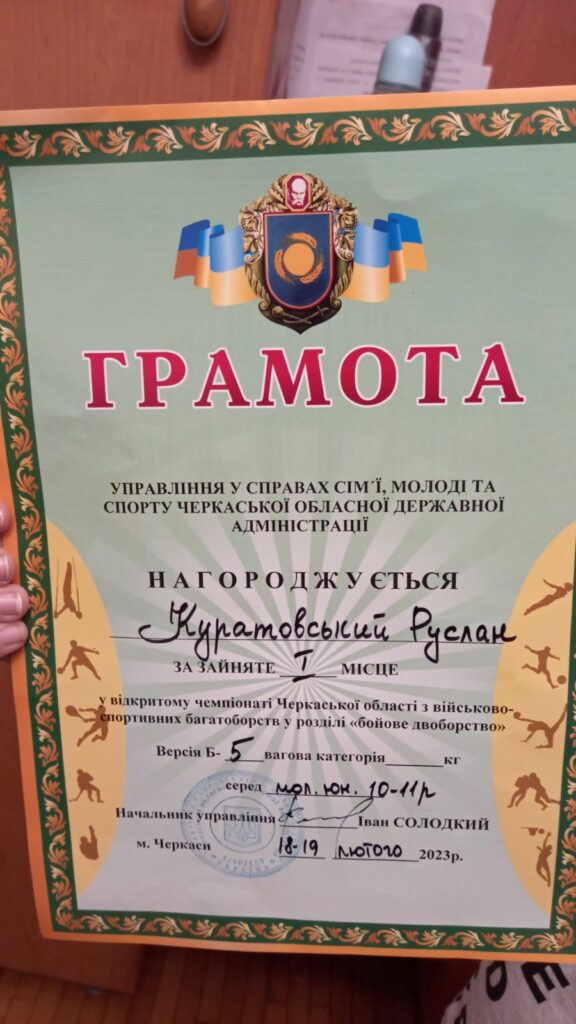 ГРАМОТА
УПРАВЛІННЯ У СПРАВАХ СІМ´Ї, МОЛОДІ ТА
СПОРТУ ЧЕРКАСЬКОЇ ОБЛАСНОЇ ДЕРЖАВНОЇ
АДМІНІСТРАЦІЇ
НАГОРОДЖУЄТЬСЯ
Куратовський Руслан
ЗА ЗАЙНЯТЕ I МІСЦЕ
у відкритому чемпіонаті Черкаської області з військово-
спортивних багатоборств у розділі «бойове двоборство»
Версія Б- 5 вагова категорія______кг
серед мол. юн. 10-11р
Начальник управління Іван СОЛОДКИЙ
м. Черкаси 18-19 лютого 2023р.